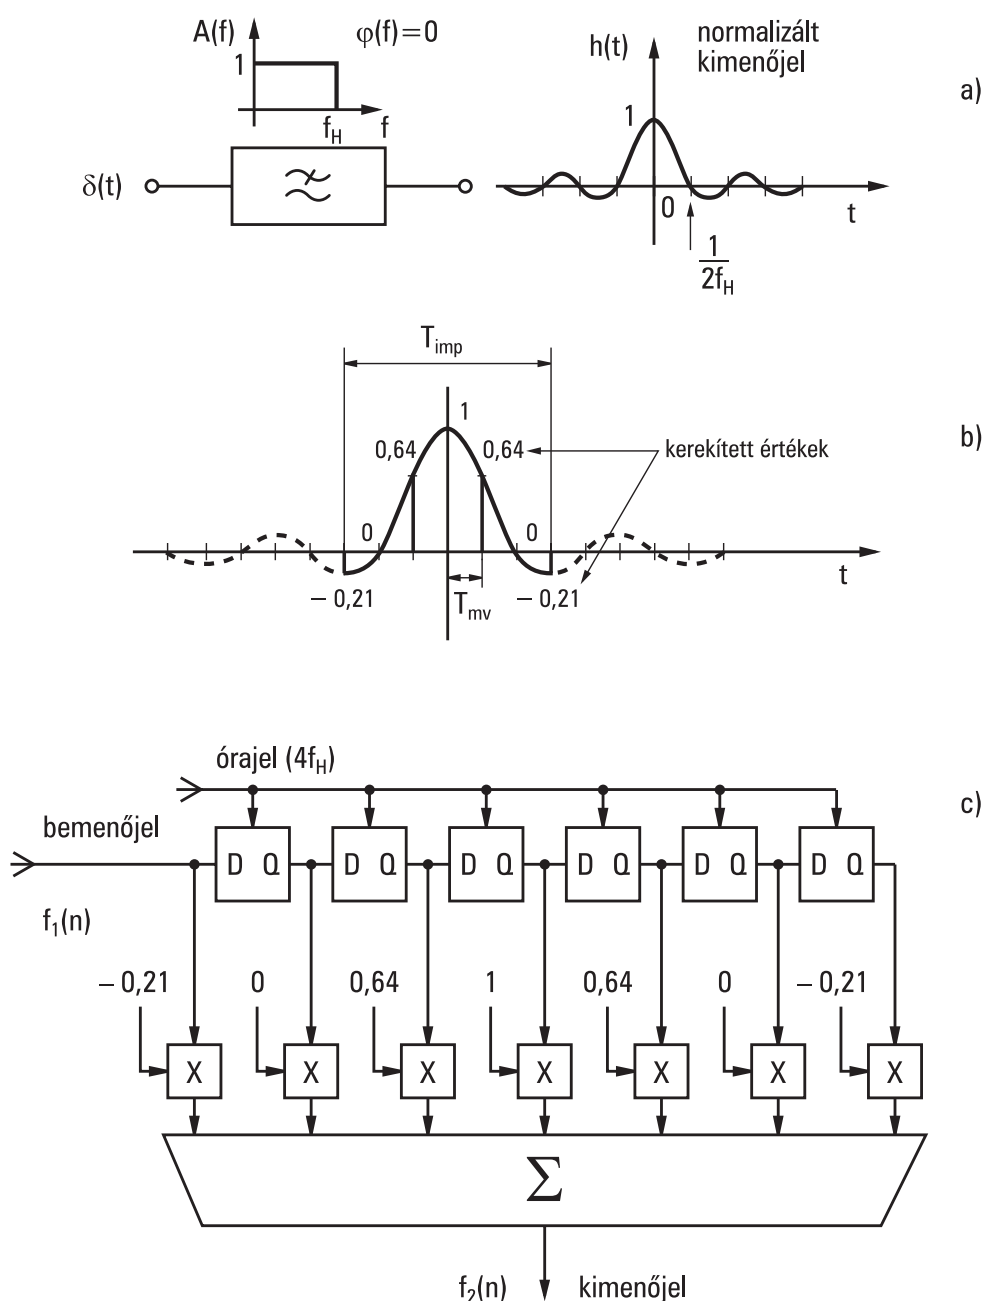 A(f)
φ(f)=0
1
f_H
f
δ(t)
h(t)
normalizált
kimenőjel
1
0
t
1
2f_H
a)
T_imp
1
0,64
0,64
kerekített értékek
0
0
t
– 0,21
T_mv
– 0,21
b)
órajel (4f_H)
bemenőjel
D Q
D Q
D Q
D Q
D Q
D Q
f_1(n)
– 0,21
0
0,64
1
0,64
0
– 0,21
X
X
X
X
X
X
X
Σ
f_2(n)
kimenőjel
c)